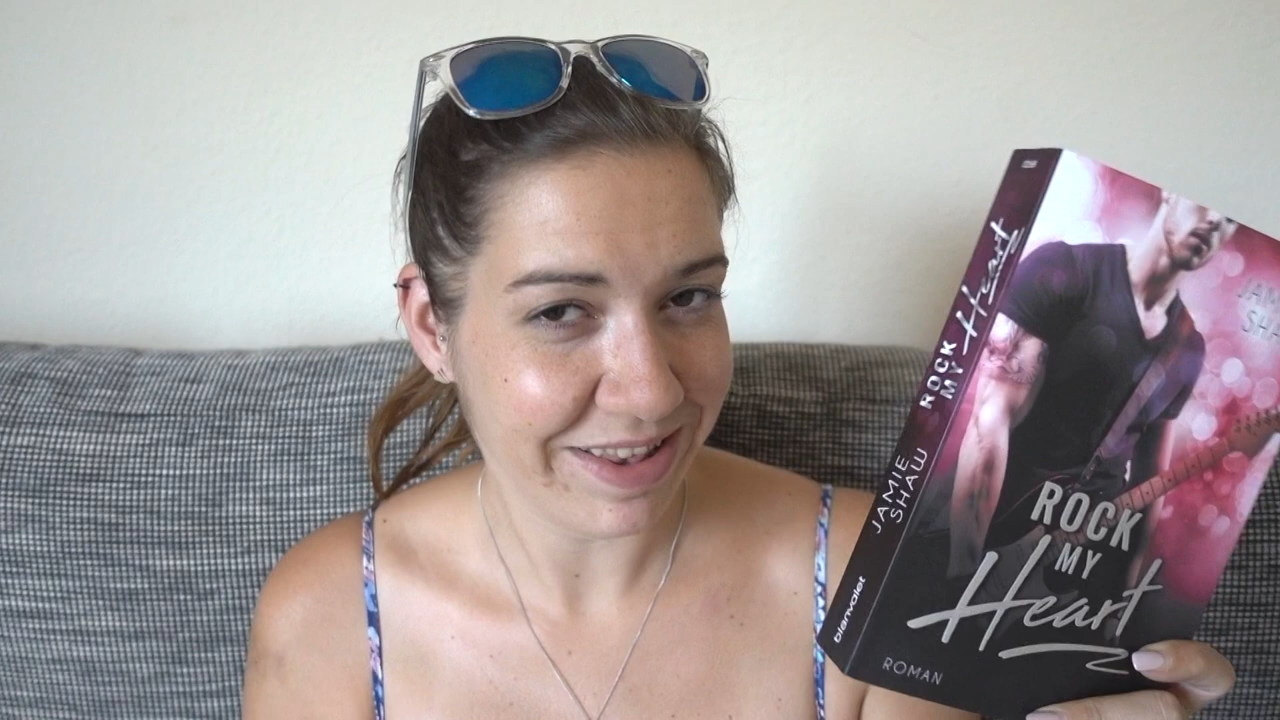 JAMIE
SHAW
ROCK
MY
Heart
blanvalet
ROCK
MY
Heart
ROMAN